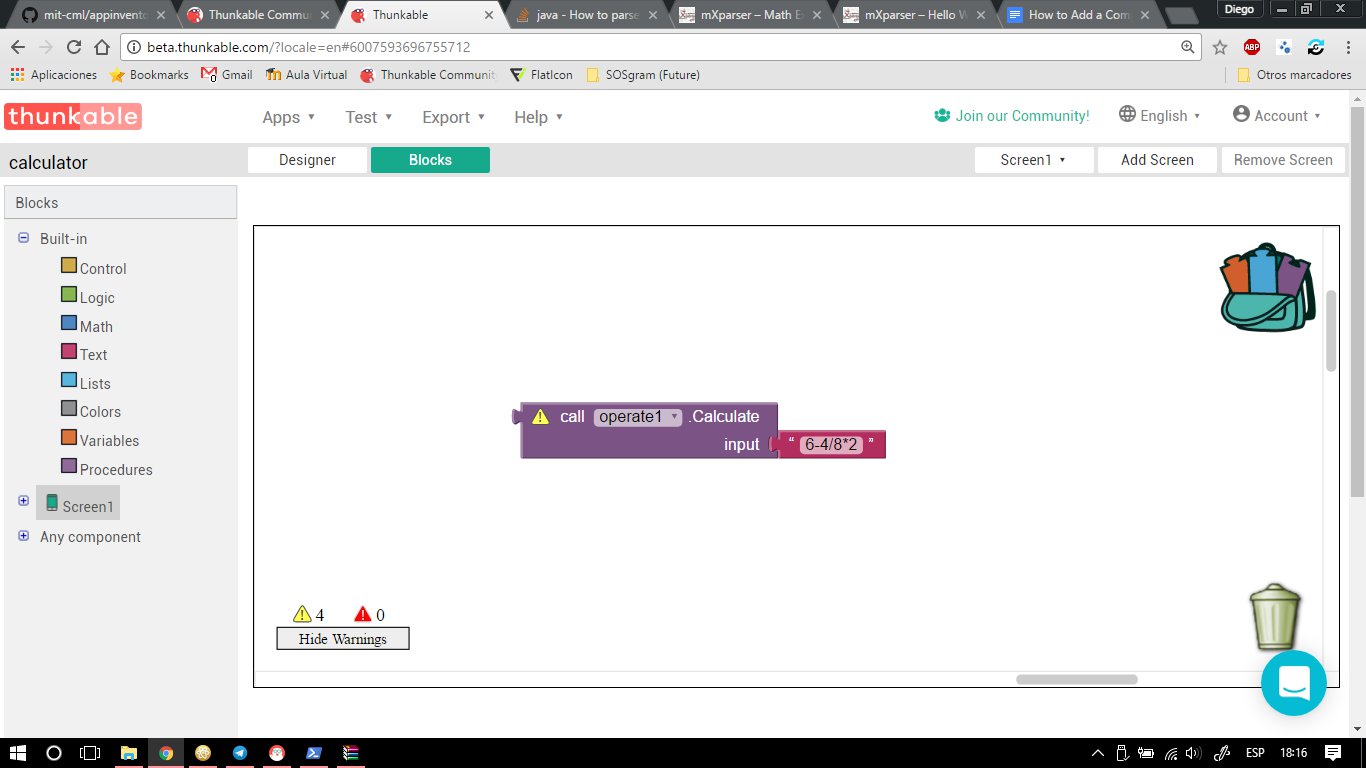 mit-cml/appinvento
Thunkable Commu
Thunkable
java - How to parse
mXparser – Math E
mXparser – Hello W
How to Add a Com
Diego
beta.thunkable.com/?locale=en#6007593696755712
ABP
Aplicaciones
Bookmarks
Gmail
Aula Virtual
Thunkable Communit
FlatIcon
SOSgram (Future)
Otros marcadores
thunkable
Apps
Test
Export
Help
Join our Community!
English
Account
calculator
Designer
Blocks
Screen1
Add Screen
Remove Screen
Blocks
Built-in
Control
Logic
Math
Text
Lists
Colors
Variables
Procedures
Screen1
Any component
call operate1 .Calculate
input “ 6-4/8*2 ”
4 0
Hide Warnings
ESP 18:16